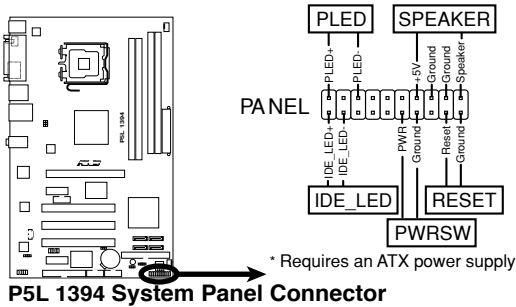 PLED
SPEAKER
PLED+
PLED-
+5V
Ground
Ground
Speaker
PANEL
IDE_LED+
IDE_LED-
PWR
Ground
Reset
Ground
IDE_LED
RESET
PWRSW
* Requires an ATX power supply
P5L 1394
ASUS
P5L 1394 System Panel Connector